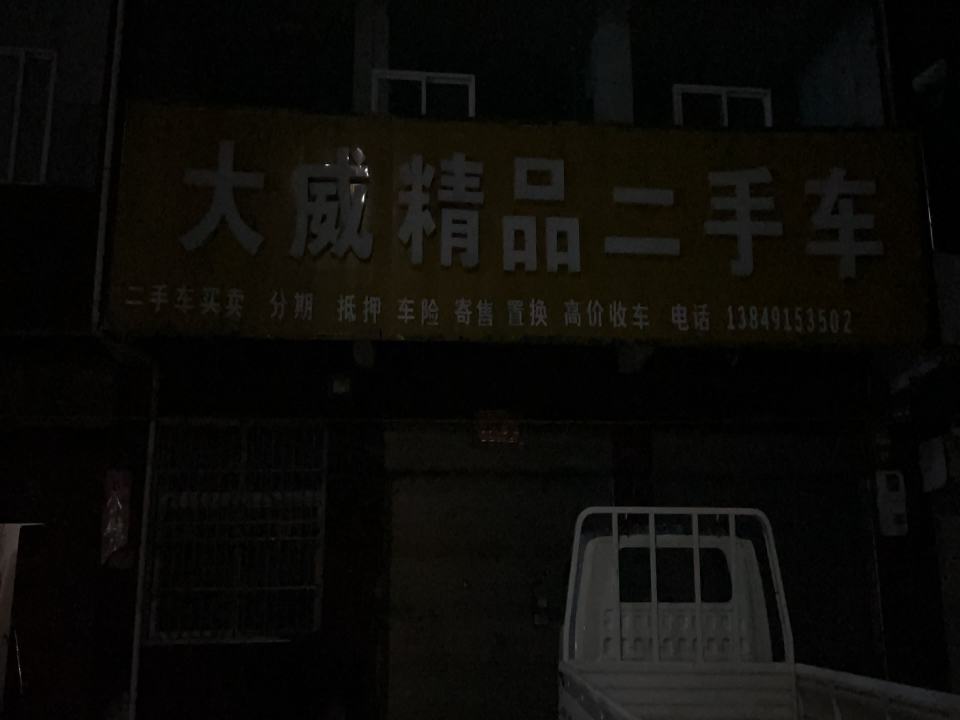 大威精品二手车
二手车买卖 分期 抵押 车险 寄售 置换 高价收车 电话 13849153502